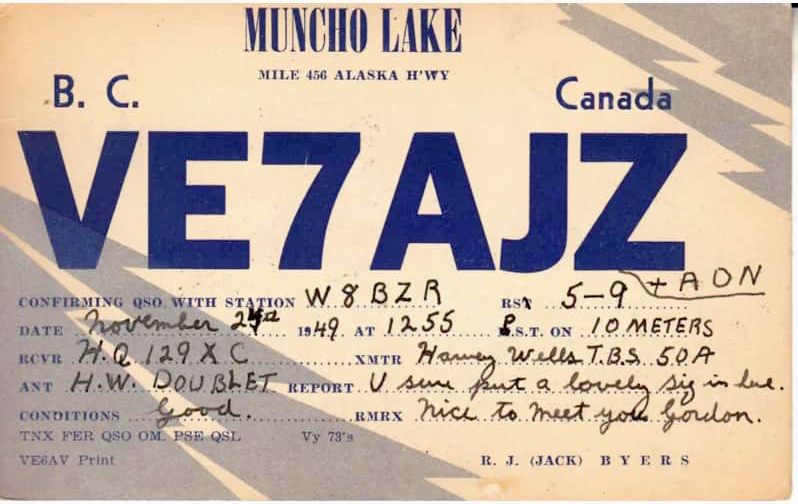 MUNCHO LAKE
MILE 456 ALASKA H'WY
B. C. Canada
VE7AJZ
+ A O N
CONFIRMING QSO WITH STATION W8BZR RST 5-9
DATE November 1949 AT 1255 P.S.T. ON 10 METERS
RCVR H.Q. 129 X C XMTR Harvey Wells T.B.S. 50A
ANT H.W. DOUBLET REPORT U sure put a lovely sig in here.
CONDITIONS Good. RMRX Nice to meet you Gordon.
TNX FER QSO OM. PSE QSL Vy 73's
VE6AV Print R. J. (JACK) BYERS